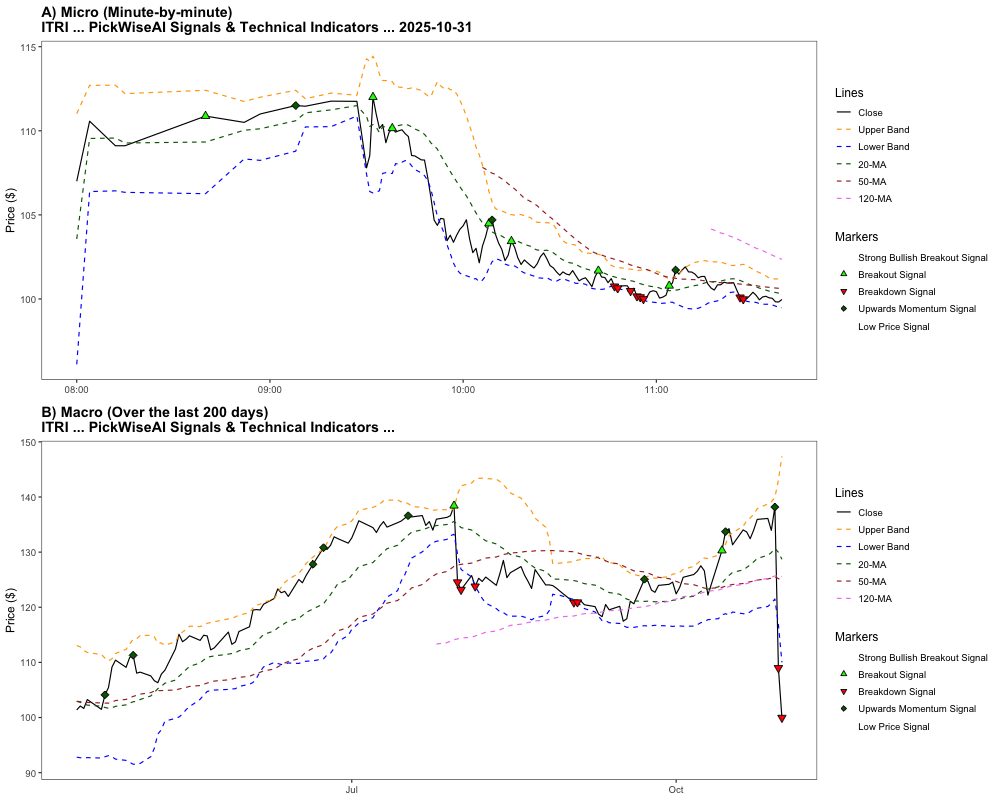 A) Micro (Minute-by-minute)
ITRI ... PickWiseAI Signals & Technical Indicators ... 2025-10-31
115
110
105
100
Price ($)
08:00
09:00
10:00
11:00
Lines
Close
Upper Band
Lower Band
20-MA
50-MA
120-MA
Markers
Strong Bullish Breakout Signal
Breakout Signal
Breakdown Signal
Upwards Momentum Signal
Low Price Signal
B) Macro (Over the last 200 days)
ITRI ... PickWiseAI Signals & Technical Indicators ...
150
140
130
120
110
100
90
Price ($)
Jul
Oct
Lines
Close
Upper Band
Lower Band
20-MA
50-MA
120-MA
Markers
Strong Bullish Breakout Signal
Breakout Signal
Breakdown Signal
Upwards Momentum Signal
Low Price Signal